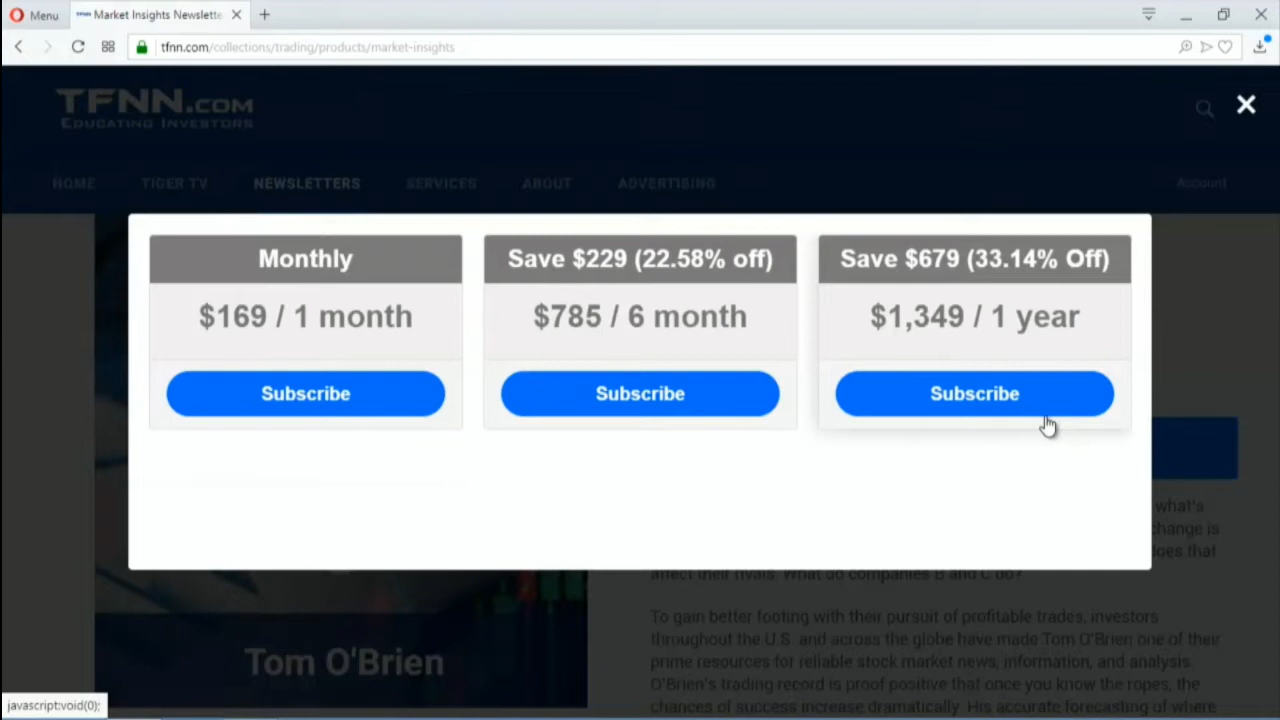 Menu
Market Insights Newslette
tfnn.com/collections/trading/products/market-insights
TFNN.COM
EDUCATING INVESTORS
HOME
TIGER TV
NEWSLETTERS
SERVICES
ABOUT
ADVERTISING
Account
Monthly
$169 / 1 month
Subscribe
Save $229 (22.58% off)
$785 / 6 month
Subscribe
Save $679 (33.14% Off)
$1,349 / 1 year
Subscribe
what's
change is
does that
affect their rivals. What do companies B and C do?
To gain better footing with their pursuit of profitable trades, investors
throughout the U.S. and across the globe have made Tom O'Brien one of their
prime resources for reliable stock market news, information, and analysis.
O'Brien's trading record is proof positive that once you know the ropes, the
chances of success increase dramatically. His accurate forecasting of where
Tom O'Brien
javascript:void(0);